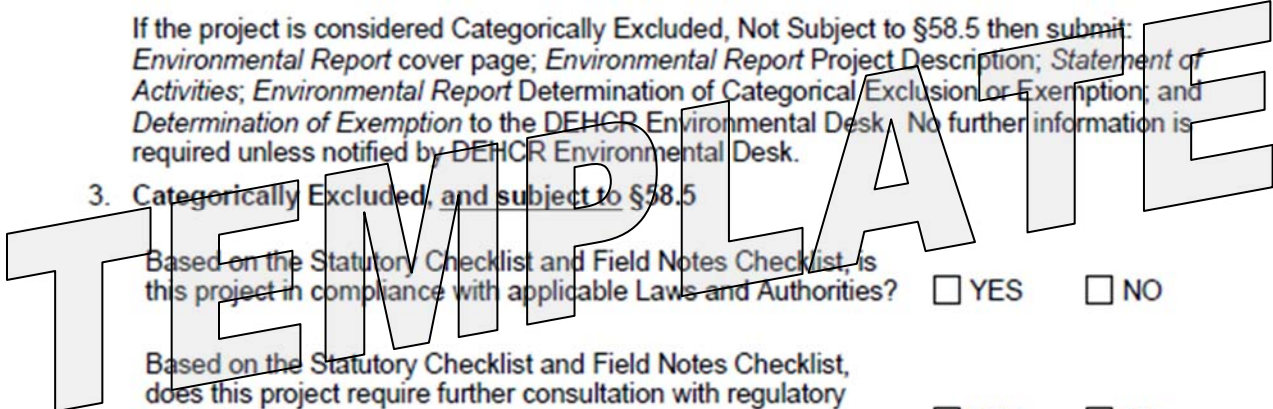 If the project is considered Categorically Excluded, Not Subject to §58.5 then submit:
Environmental Report cover page; Environmental Report Project Description; Statement of
Activities; Environmental Report Determination of Categorical Exclusion or Exemption; and
Determination of Exemption to the DEHCR Environmental Desk. No further information is
required unless notified by DEHCR Environmental Desk.
3. Categorically Excluded, and subject to §58.5
Based on the Statutory Checklist and Field Notes Checklist, is
this project in compliance with applicable Laws and Authorities? ☐ YES ☐ NO
Based on the Statutory Checklist and Field Notes Checklist,
does this project require further consultation with regulatory
TEMPLATE